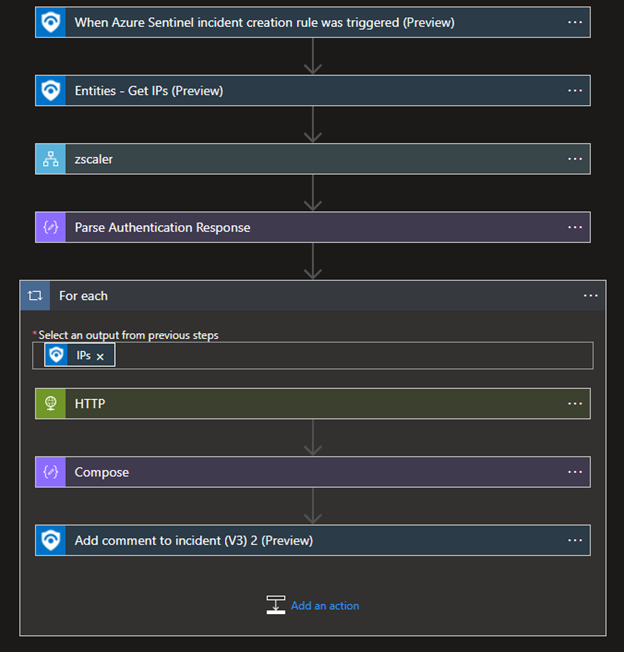 When Azure Sentinel incident creation rule was triggered (Preview)
Entities - Get IPs (Preview)
zscaler
Parse Authentication Response
For each
*Select an output from previous steps
IPs ×
HTTP
Compose
Add comment to incident (V3) 2 (Preview)
Add an action